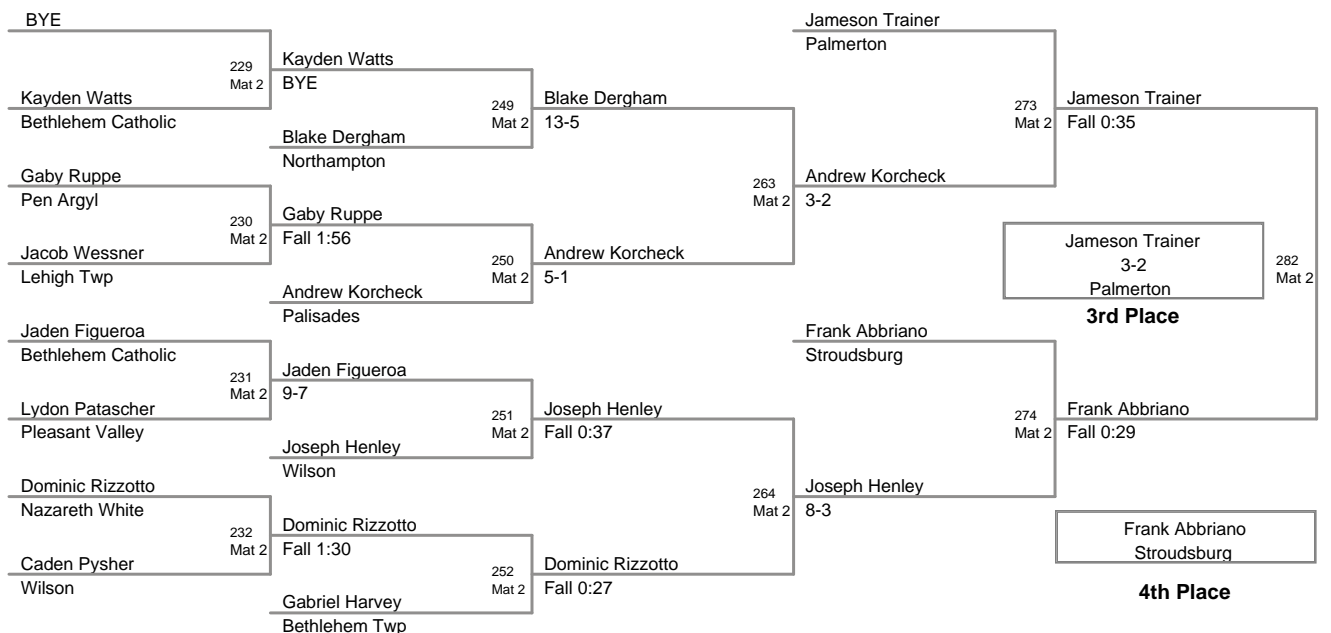 BYE
Kayden Watts
Bethlehem Catholic
Gaby Ruppe
Pen Argyl
Jacob Wessner
Lehigh Twp
Jaden Figueroa
Bethlehem Catholic
Lydon Patascher
Pleasant Valley
Dominic Rizzotto
Nazareth White
Caden Pysher
Wilson
229
Mat 2
230
Mat 2
231
Mat 2
232
Mat 2
Kayden Watts
BYE
Blake Dergham
Northampton
Gaby Ruppe
Fall 1:56
Andrew Korcheck
Palisades
Jaden Figueroa
9-7
Joseph Henley
Wilson
Dominic Rizzotto
Fall 1:30
Gabriel Harvey
Bethlehem Twp
249
Mat 2
250
Mat 2
251
Mat 2
252
Mat 2
Blake Dergham
13-5
Andrew Korcheck
5-1
Joseph Henley
Fall 0:37
Dominic Rizzotto
Fall 0:27
263
Mat 2
264
Mat 2
Jameson Trainer
Palmerton
Andrew Korcheck
3-2
Frank Abbriano
Stroudsburg
Joseph Henley
8-3
273
Mat 2
274
Mat 2
Jameson Trainer
Fall 0:35
Frank Abbriano
Fall 0:29
282
Mat 2
Jameson Trainer
3-2
Palmerton
3rd Place
Frank Abbriano
Stroudsburg
4th Place